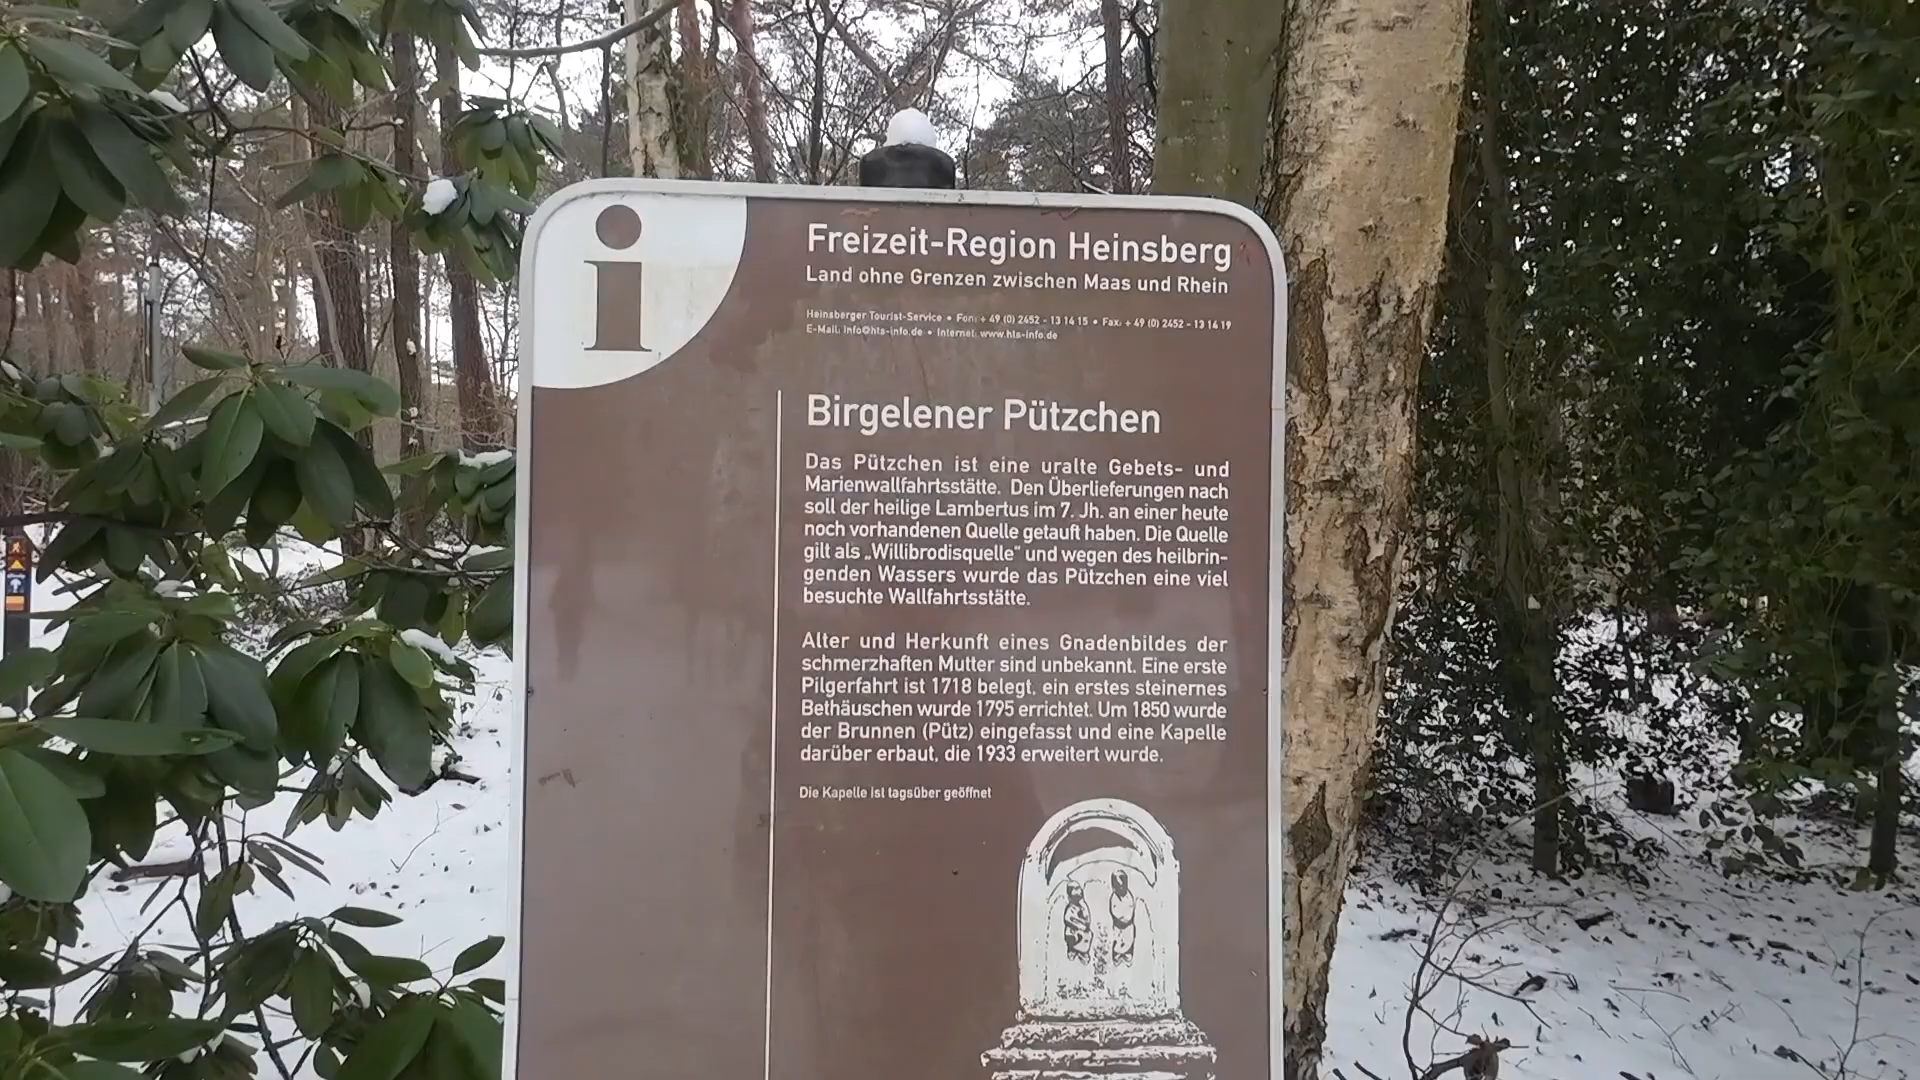 i
Freizeit-Region Heinsberg
Land ohne Grenzen zwischen Maas und Rhein
Heinsberger Tourist-Service • Fon: + 49 (0) 2452 - 13 14 15 • Fax: + 49 (0) 2452 - 13 14 19
E-Mail: info@hts-info.de • Internet: www.hts-info.de
Birgelener Pützchen
Das Pützchen ist eine uralte Gebets- und
Marienwallfahrtsstätte. Den Überlieferungen nach
soll der heilige Lambertus im 7. Jh. an einer heute
noch vorhandenen Quelle getauft haben. Die Quelle
gilt als „Willibrodisquelle“ und wegen des heilbrin-
genden Wassers wurde das Pützchen eine viel
besuchte Wallfahrtsstätte.
Alter und Herkunft eines Gnadenbildes der
schmerzhaften Mutter sind unbekannt. Eine erste
Pilgerfahrt ist 1718 belegt, ein erstes steinernes
Bethäuschen wurde 1795 errichtet. Um 1850 wurde
der Brunnen (Pütz) eingefasst und eine Kapelle
darüber erbaut, die 1933 erweitert wurde.
Die Kapelle ist tagsüber geöffnet